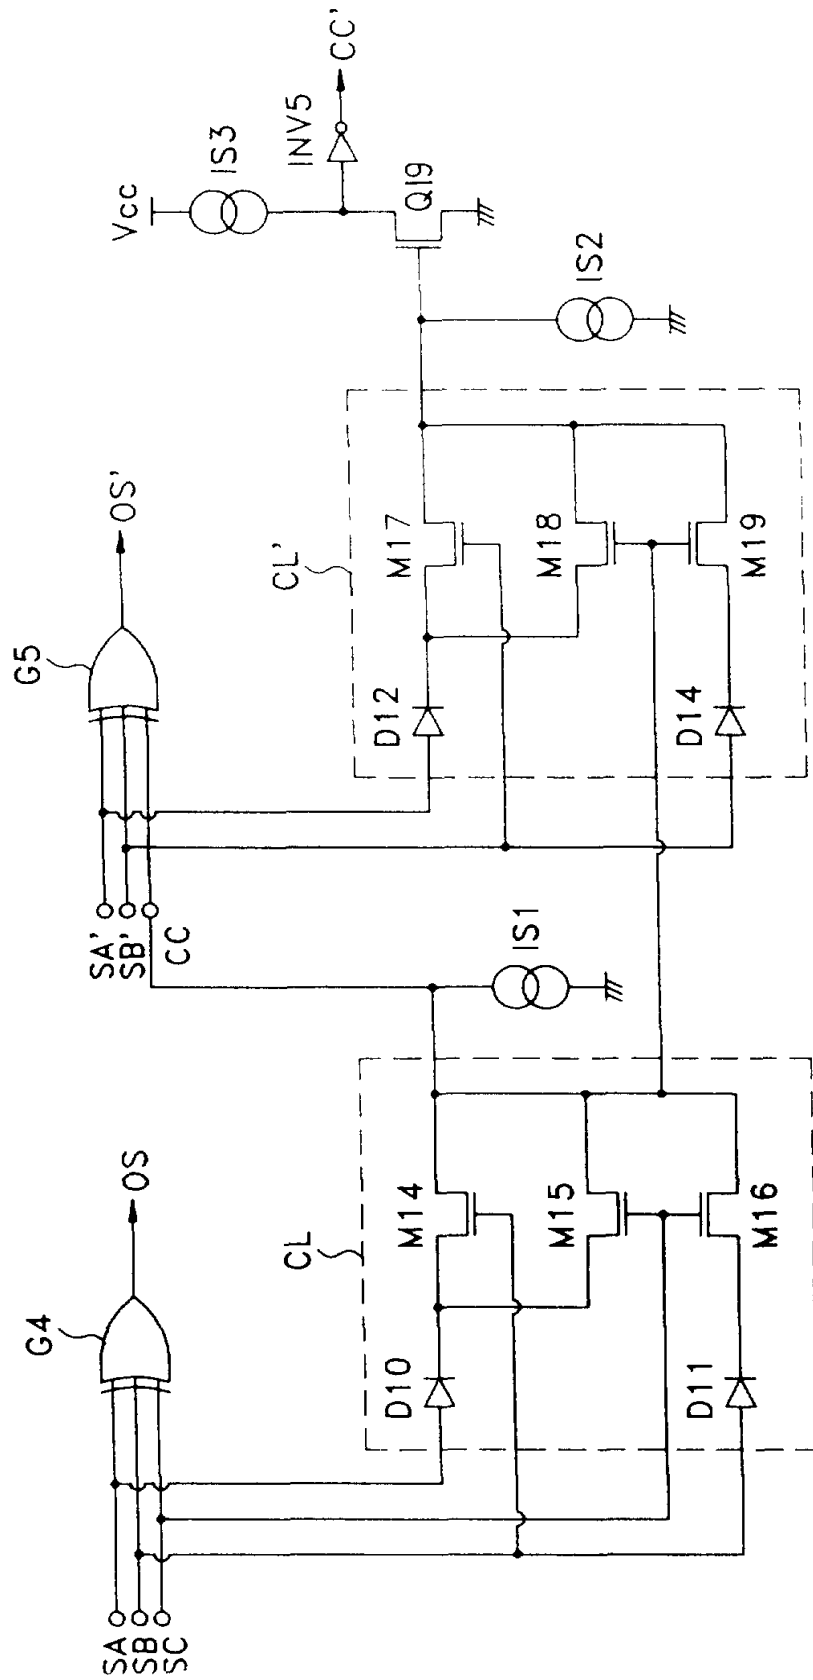 SA
SB
SC
G4
OS
CL
D10
M14
M15
D11
M16
SA'
SB'
CC
IS1
G5
OS'
CL'
D12
M17
M18
D14
M19
IS2
Vcc
IS3
INV5
CC'
Q19